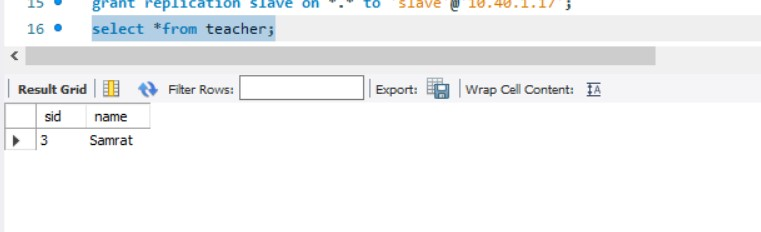 15 grant replication slave on *.* to 'slave'@'10.40.1.17';
16 select *from teacher;
Result Grid Filter Rows: Export: Wrap Cell Content:
sid name
3 Samrat